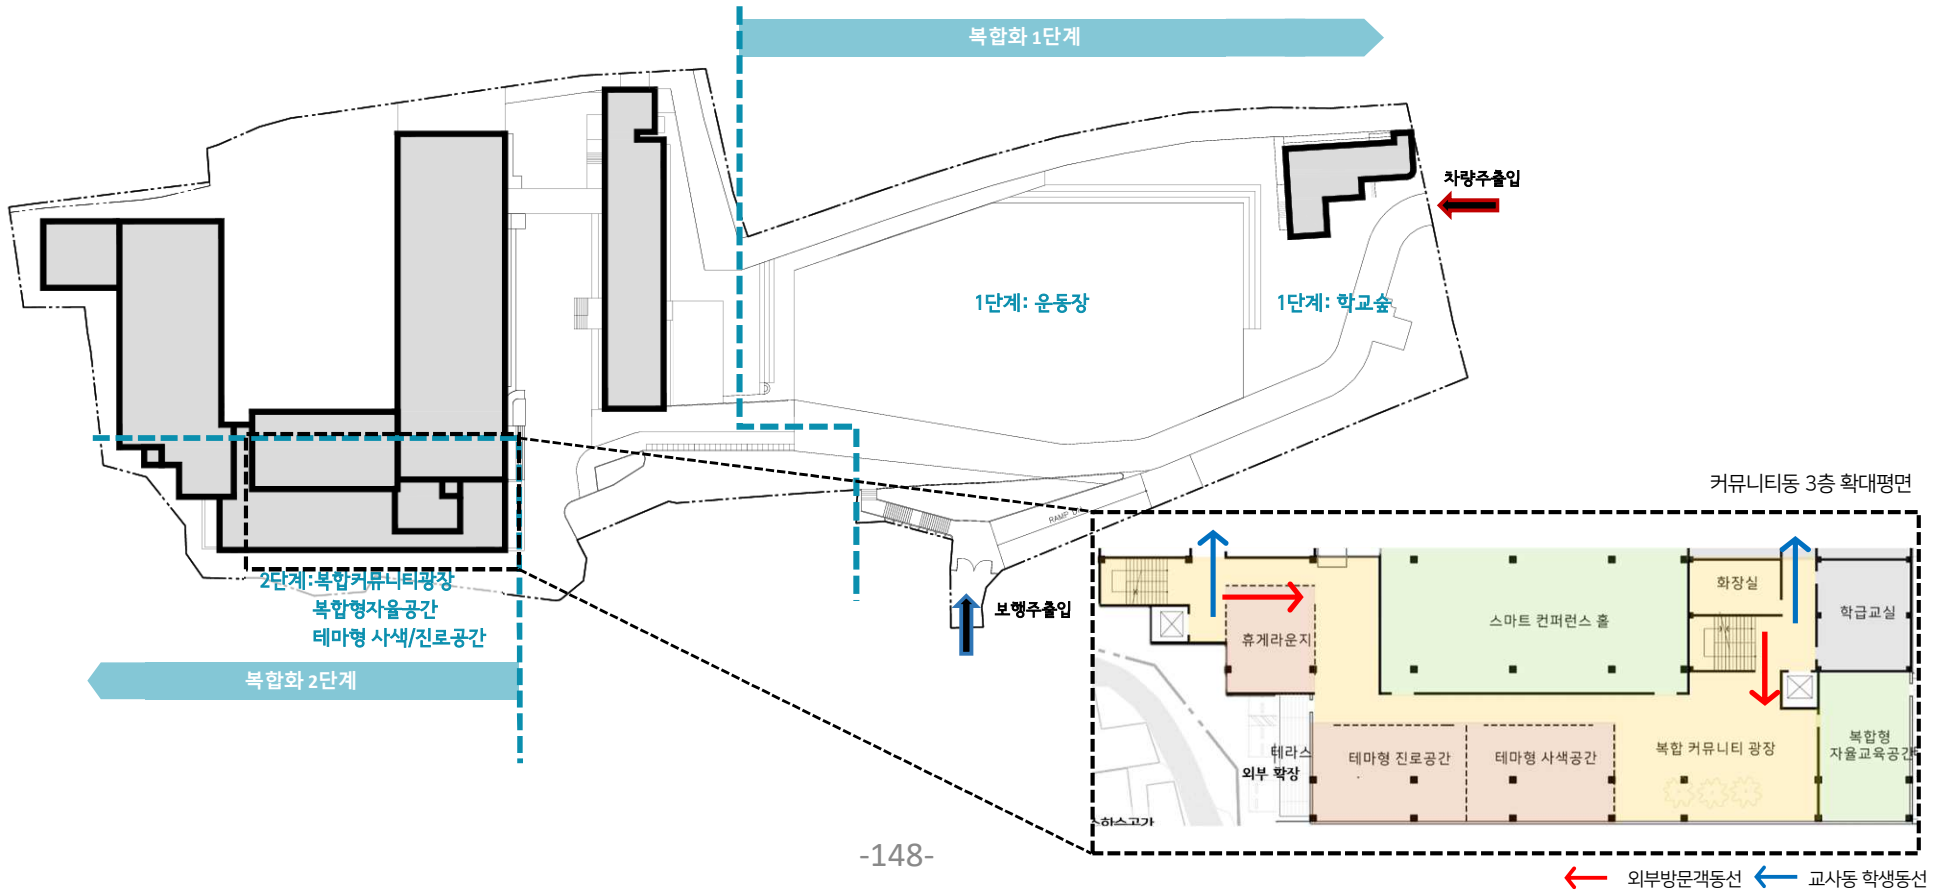 복합화 1단계
차량주출입
1단계: 운동장
1단계: 학교숲
커뮤니티동 3층 확대평면
RAMP
2단계:복합커뮤니티광장
복합형자율공간
테마형 사색/진로공간
보행주출입
복합화 2단계
화장실
학급교실
스마트 컨퍼런스 홀
휴게라운지
테라스
외부 확장
테마형 진로공간
테마형 사색공간
복합 커뮤니티 광장
복합형
자율교육공간
-148-
외부방문객동선
교사동 학생동선